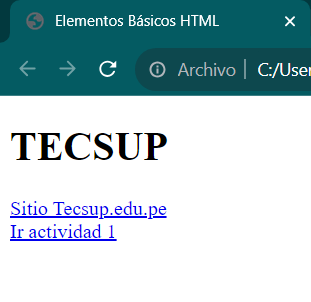 Elementos Básicos HTML
Archivo | C:/User
TECSUP
Sitio Tecsup.edu.pe
Ir actividad 1